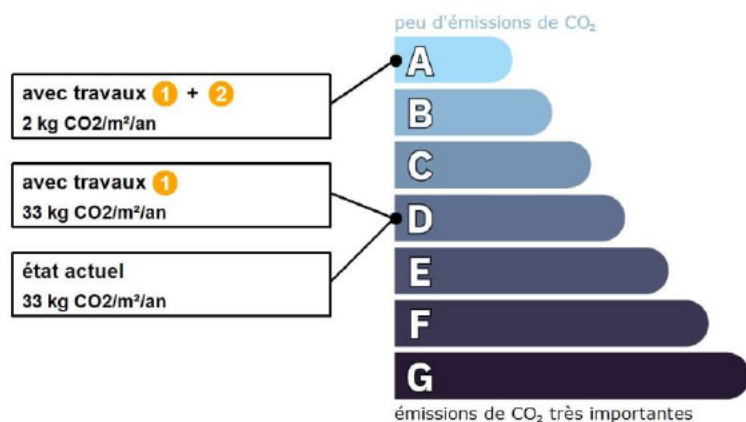 peu d'émissions de CO₂
A
avec travaux 1 + 2
2 kg CO2/m²/an
B
C
avec travaux 1
33 kg CO2/m²/an
D
état actuel
33 kg CO2/m²/an
E
F
G
émissions de CO₂ très importantes